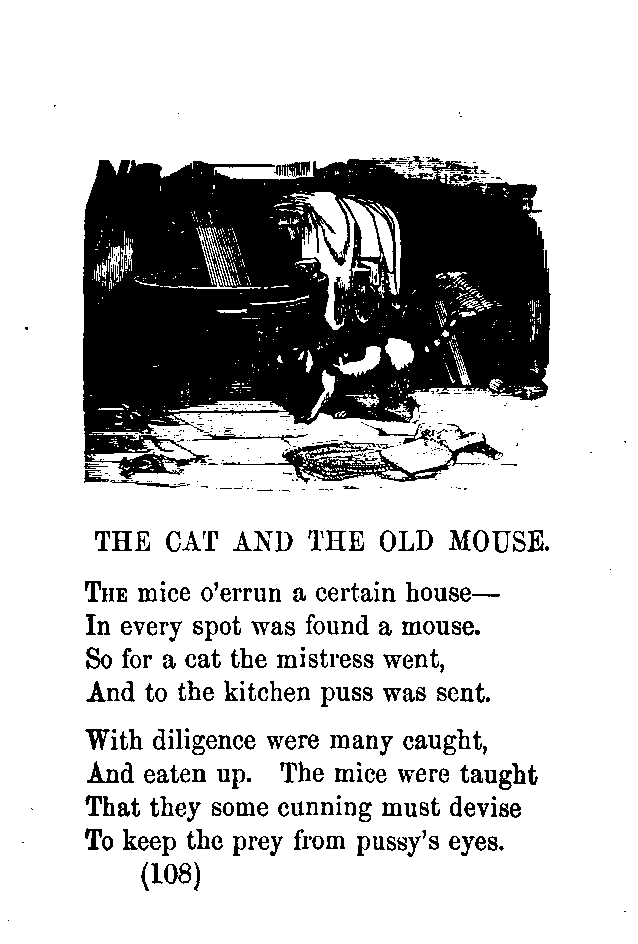 THE CAT AND THE OLD MOUSE.
THE mice o'errun a certain house—
In every spot was found a mouse.
So for a cat the mistress went,
And to the kitchen puss was sent.
With diligence were many caught,
And eaten up. The mice were taught
That they some cunning must devise
To keep the prey from pussy's eyes.
(108)